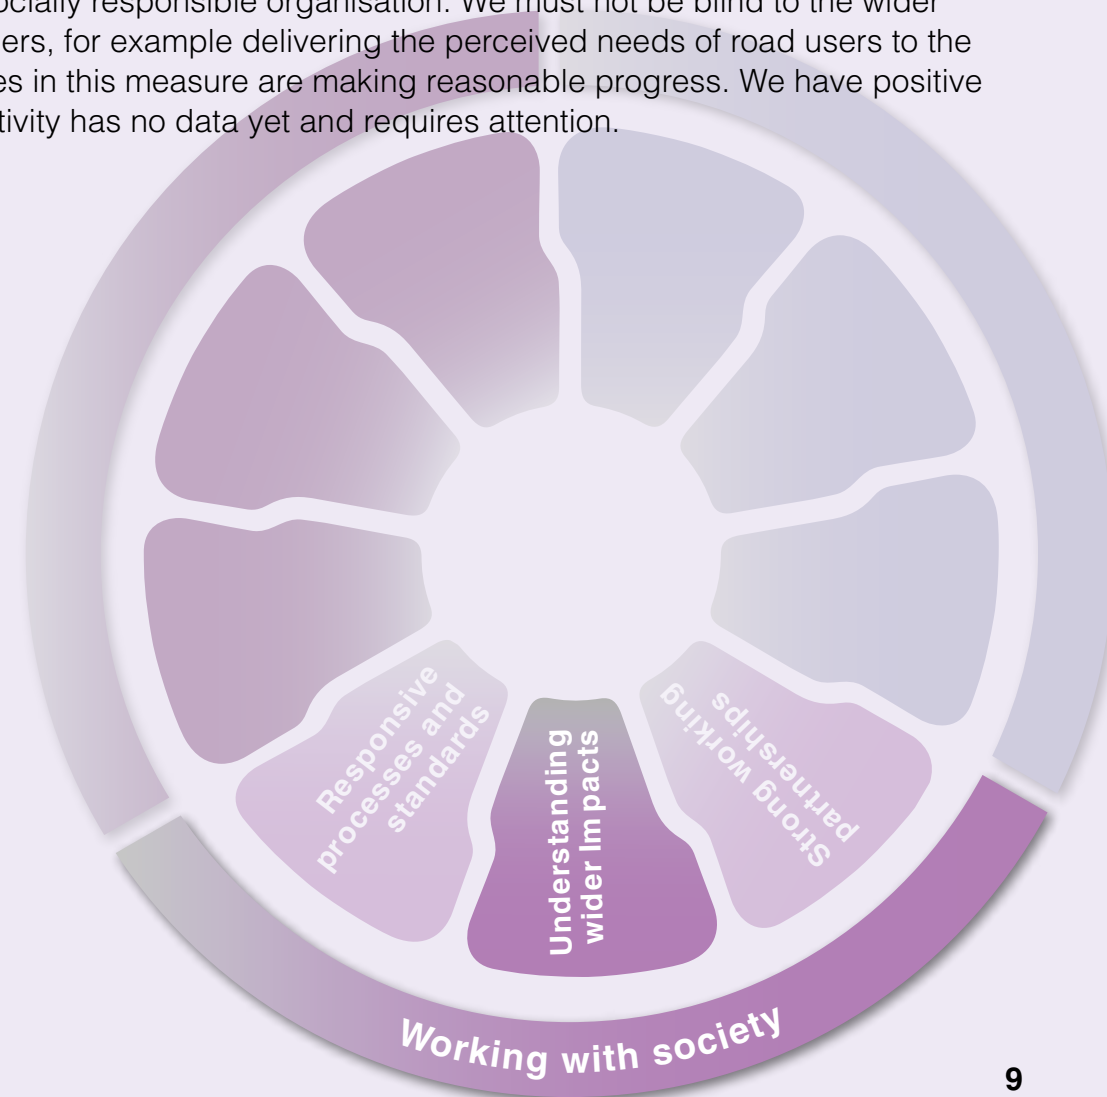 ocially responsible organisation. We must not be blind to the wider
ers, for example delivering the perceived needs of road users to the
es in this measure are making reasonable progress. We have positive
tivity has no data yet and requires attention.
Responsive
processes and
standards
Understanding
wider Impacts
Strong working
partnerships
Working with society
9